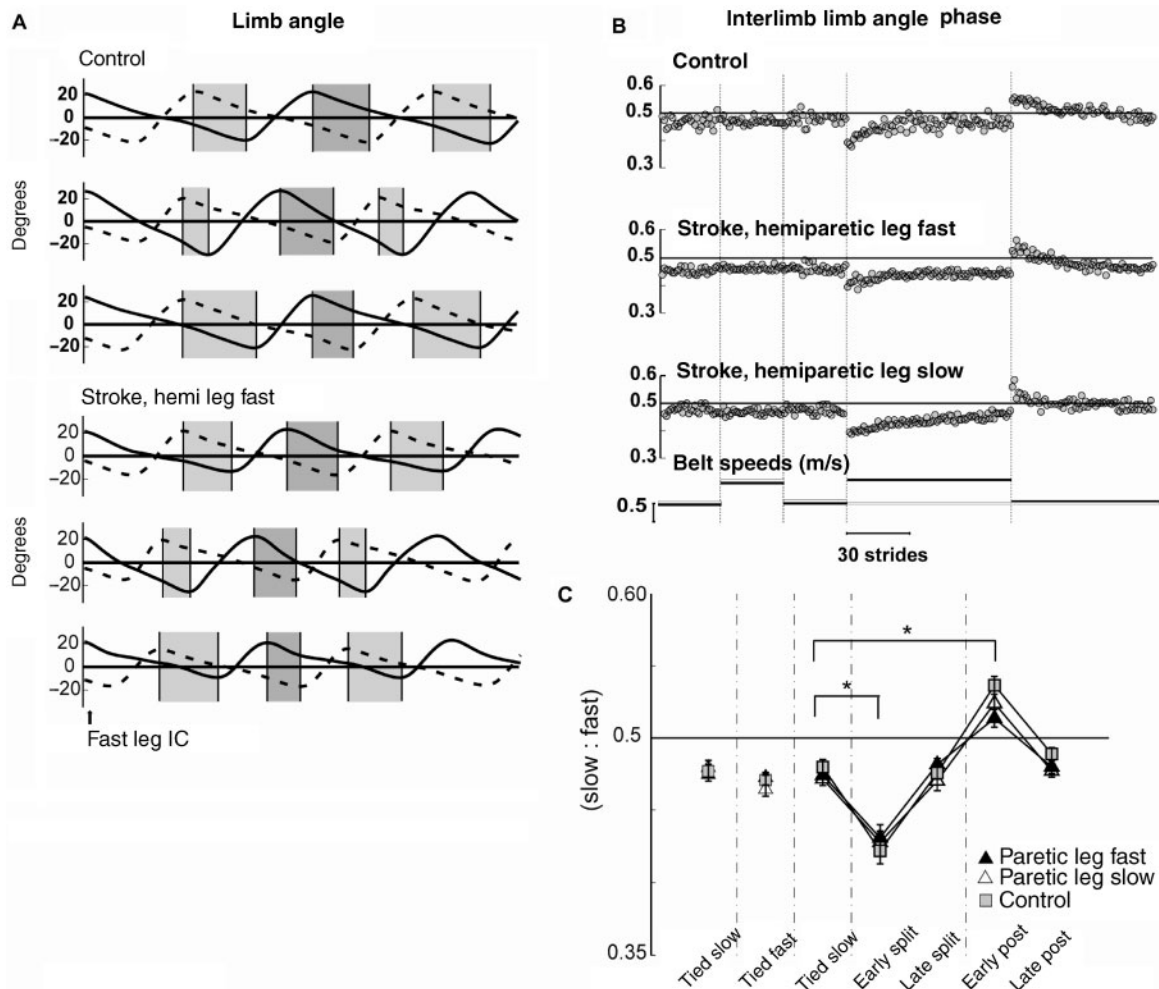 A
Limb angle
Control
20
0
−20
20
0
−20
20
0
−20
Degrees
Stroke, hemi leg fast
20
0
−20
20
0
−20
20
0
−20
Degrees
Fast leg IC
B
Interlimb limb angle phase
Control
0.6
0.5
0.3
Stroke, hemiparetic leg fast
0.6
0.5
0.3
Stroke, hemiparetic leg slow
0.6
0.5
0.3
Belt speeds (m/s)
0.5
30 strides
C
0.60
0.5
0.35
(slow : fast)
*
*
Paretic leg fast
Paretic leg slow
Control
Tied slow
Tied fast
Tied slow
Early split
Late split
Early post
Late post